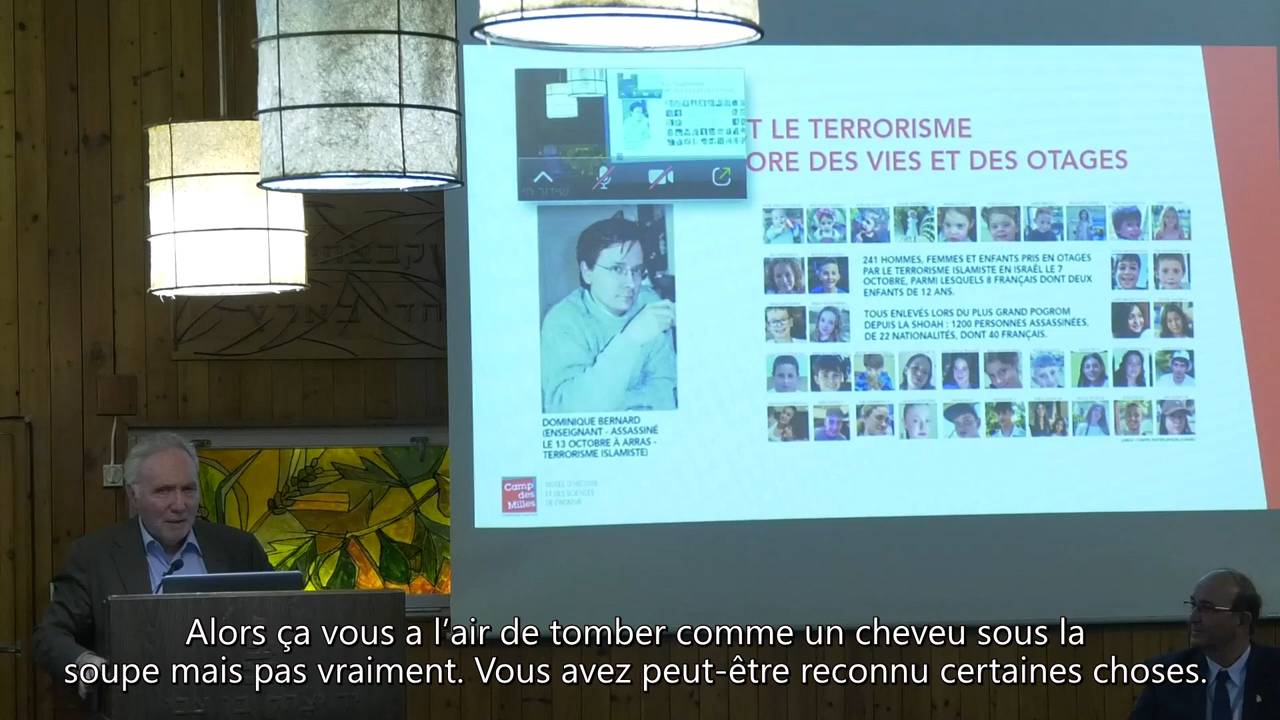 T LE TERRORISME
ORE DES VIES ET DES OTAGES
שידור חי
241 HOMMES, FEMMES ET ENFANTS PRIS EN OTAGES
PAR LE TERRORISME ISLAMISTE EN ISRAËL LE 7
OCTOBRE, PARMI LESQUELS 8 FRANÇAIS DONT DEUX
ENFANTS DE 12 ANS.
TOUS ENLEVÉS LORS DU PLUS GRAND POGROM
DEPUIS LA SHOAH : 1200 PERSONNES ASSASSINÉES,
DE 22 NATIONALITÉS, DONT 40 FRANÇAIS.
DOMINIQUE BERNARD
(ENSEIGNANT - ASSASSINÉ
LE 13 OCTOBRE À ARRAS -
TERRORISME ISLAMISTE)
Camp
des
Milles
Alors ça vous a l’air de tomber comme un cheveu sous la
soupe mais pas vraiment. Vous avez peut-être reconnu certaines choses.